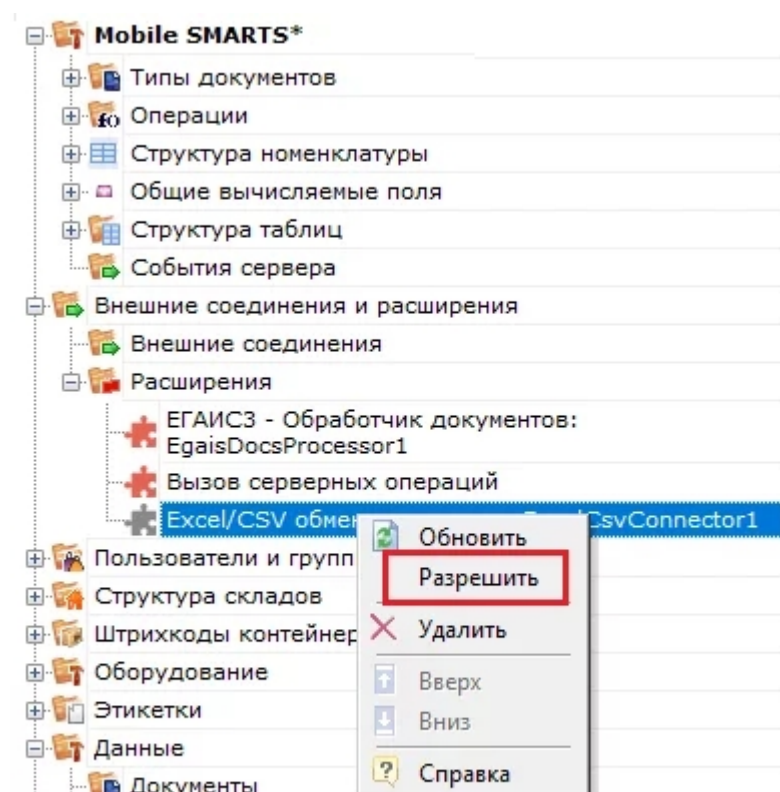 Mobile SMARTS*
Типы документов
Операции
Структура номенклатуры
Общие вычисляемые поля
Структура таблиц
События сервера
Внешние соединения и расширения
Внешние соединения
Расширения
ЕГАИС3 - Обработчик документов:
EgaisDocsProcessor1
Вызов серверных операций
Excel/CSV обмен CsvConnector1
Обновить
Пользователи и групп
Разрешить
Структура складов
Штрихкоды контейнер
Удалить
Оборудование
Вверх
Этикетки
Вниз
Данные
Справка
Документы